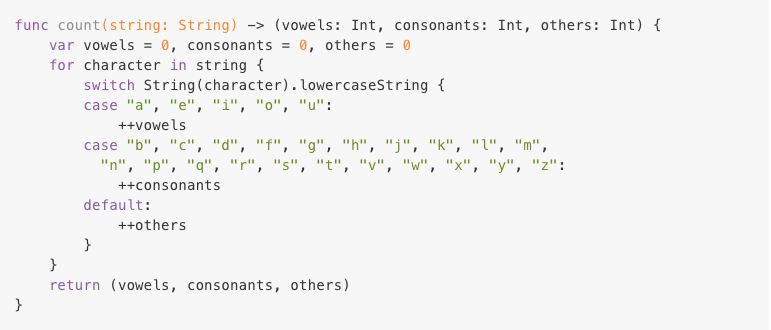 func count(string: String) -> (vowels: Int, consonants: Int, others: Int) {
    var vowels = 0, consonants = 0, others = 0
    for character in string {
        switch String(character).lowercaseString {
        case "a", "e", "i", "o", "u":
            ++vowels
        case "b", "c", "d", "f", "g", "h", "j", "k", "l", "m",
          "n", "p", "q", "r", "s", "t", "v", "w", "x", "y", "z":
            ++consonants
        default:
            ++others
        }
    }
    return (vowels, consonants, others)
}